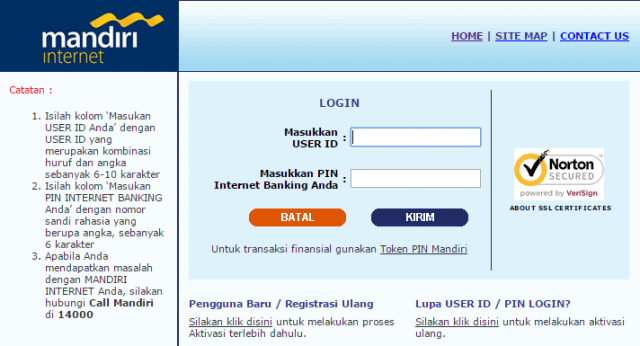 mandiri
internet
HOME | SITE MAP | CONTACT US
Catatan :
1. Isilah kolom ‘Masukan
USER ID Anda’ dengan
USER ID yang
merupakan kombinasi
huruf dan angka
sebanyak 6-10 karakter
2. Isilah kolom ‘Masukan
PIN INTERNET BANKING
Anda’ dengan nomor
sandi rahasia yang
berupa angka, sebanyak
6 karakter
3. Apabila Anda
mendapatkan masalah
dengan MANDIRI
INTERNET Anda, silakan
hubungi Call Mandiri
di 14000
LOGIN
Masukkan
USER ID :
Masukkan PIN
Internet Banking Anda :
BATAL
KIRIM
Untuk transaksi finansial gunakan Token PIN Mandiri
Norton
SECURED
powered by VeriSign
ABOUT SSL CERTIFICATES
Pengguna Baru / Registrasi Ulang
Silakan klik disini untuk melakukan proses
Aktivasi terlebih dahulu.
Lupa USER ID / PIN LOGIN?
Silakan klik disini untuk melakukan aktivasi
ulang.